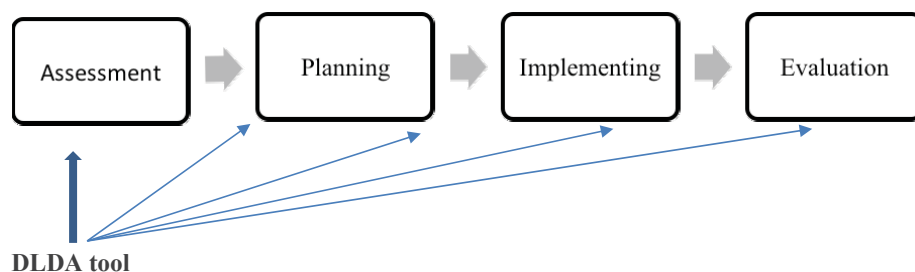 Assessment
Planning
Implementing
Evaluation
DLDA tool